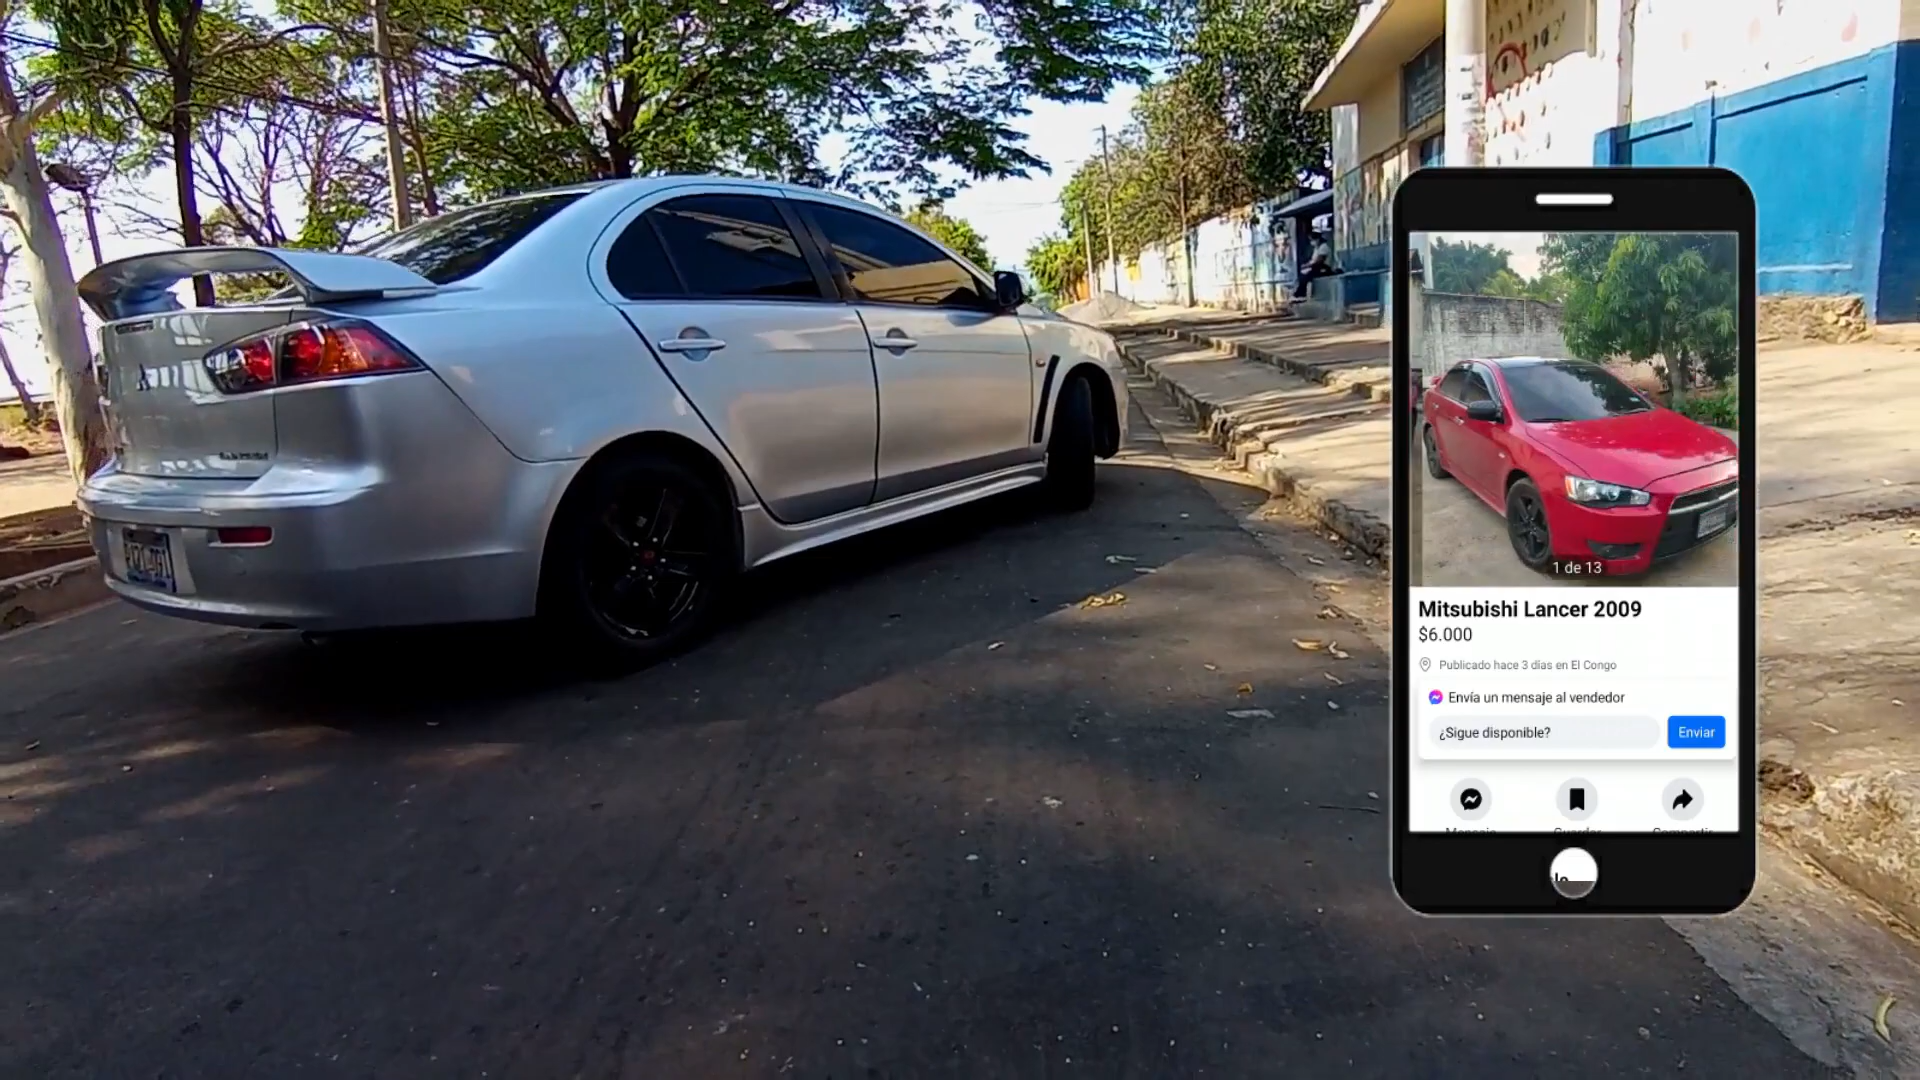 1 de 13
Mitsubishi Lancer 2009
$6.000
Publicado hace 3 días en El Congo
Envía un mensaje al vendedor
¿Sigue disponible?
Enviar